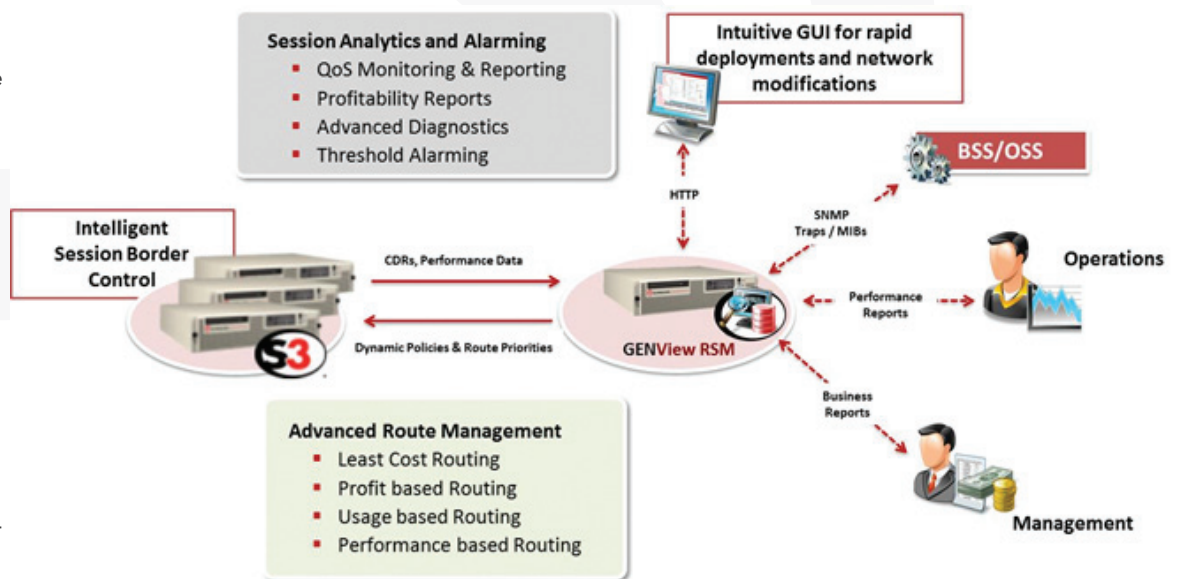 Session Analytics and Alarming
▪ QoS Monitoring & Reporting
▪ Profitability Reports
▪ Advanced Diagnostics
▪ Threshold Alarming
Intuitive GUI for rapid
deployments and network
modifications
BSS/OSS
HTTP
SNMP
Traps / MIBs
Intelligent
Session Border
Control
CDRs, Performance Data
Dynamic Policies & Route Priorities
S3
GENView RSM
Performance
Reports
Operations
Business
Reports
Management
Advanced Route Management
▪ Least Cost Routing
▪ Profit based Routing
▪ Usage based Routing
▪ Performance based Routing